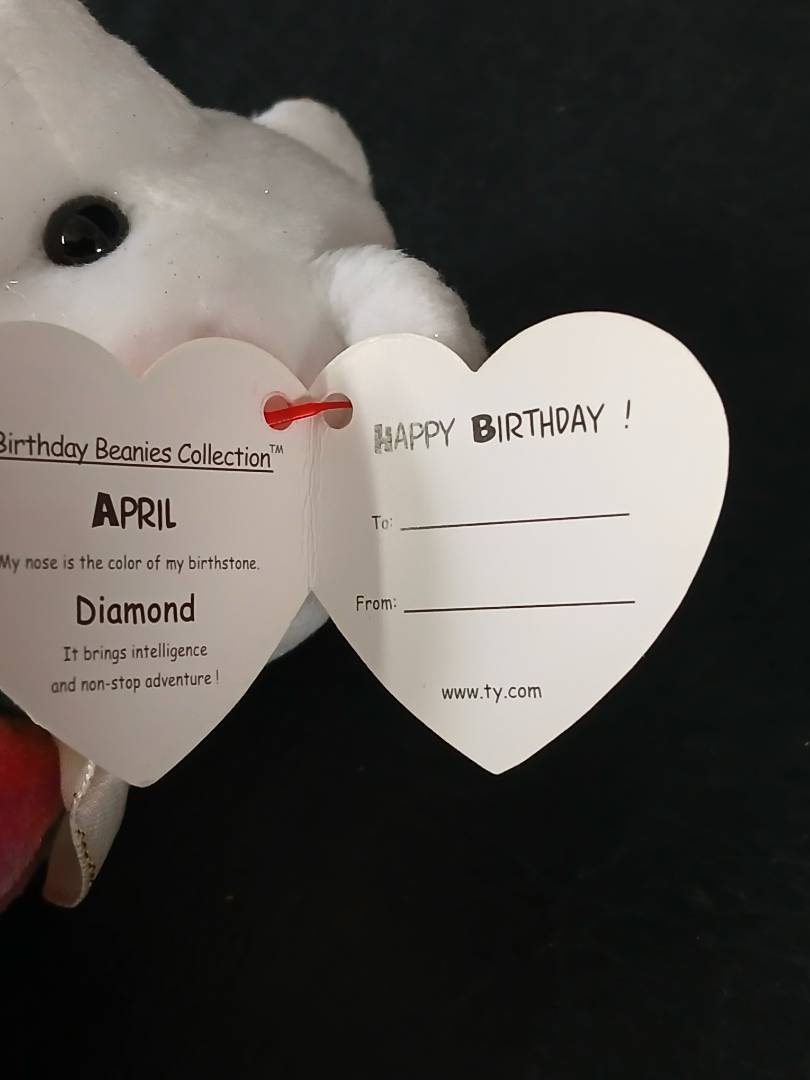 Birthday Beanies Collection™
APRIL
My nose is the color of my birthstone.
Diamond
It brings intelligence
and non-stop adventure !
HAPPY BIRTHDAY !
To:
From:
www.ty.com